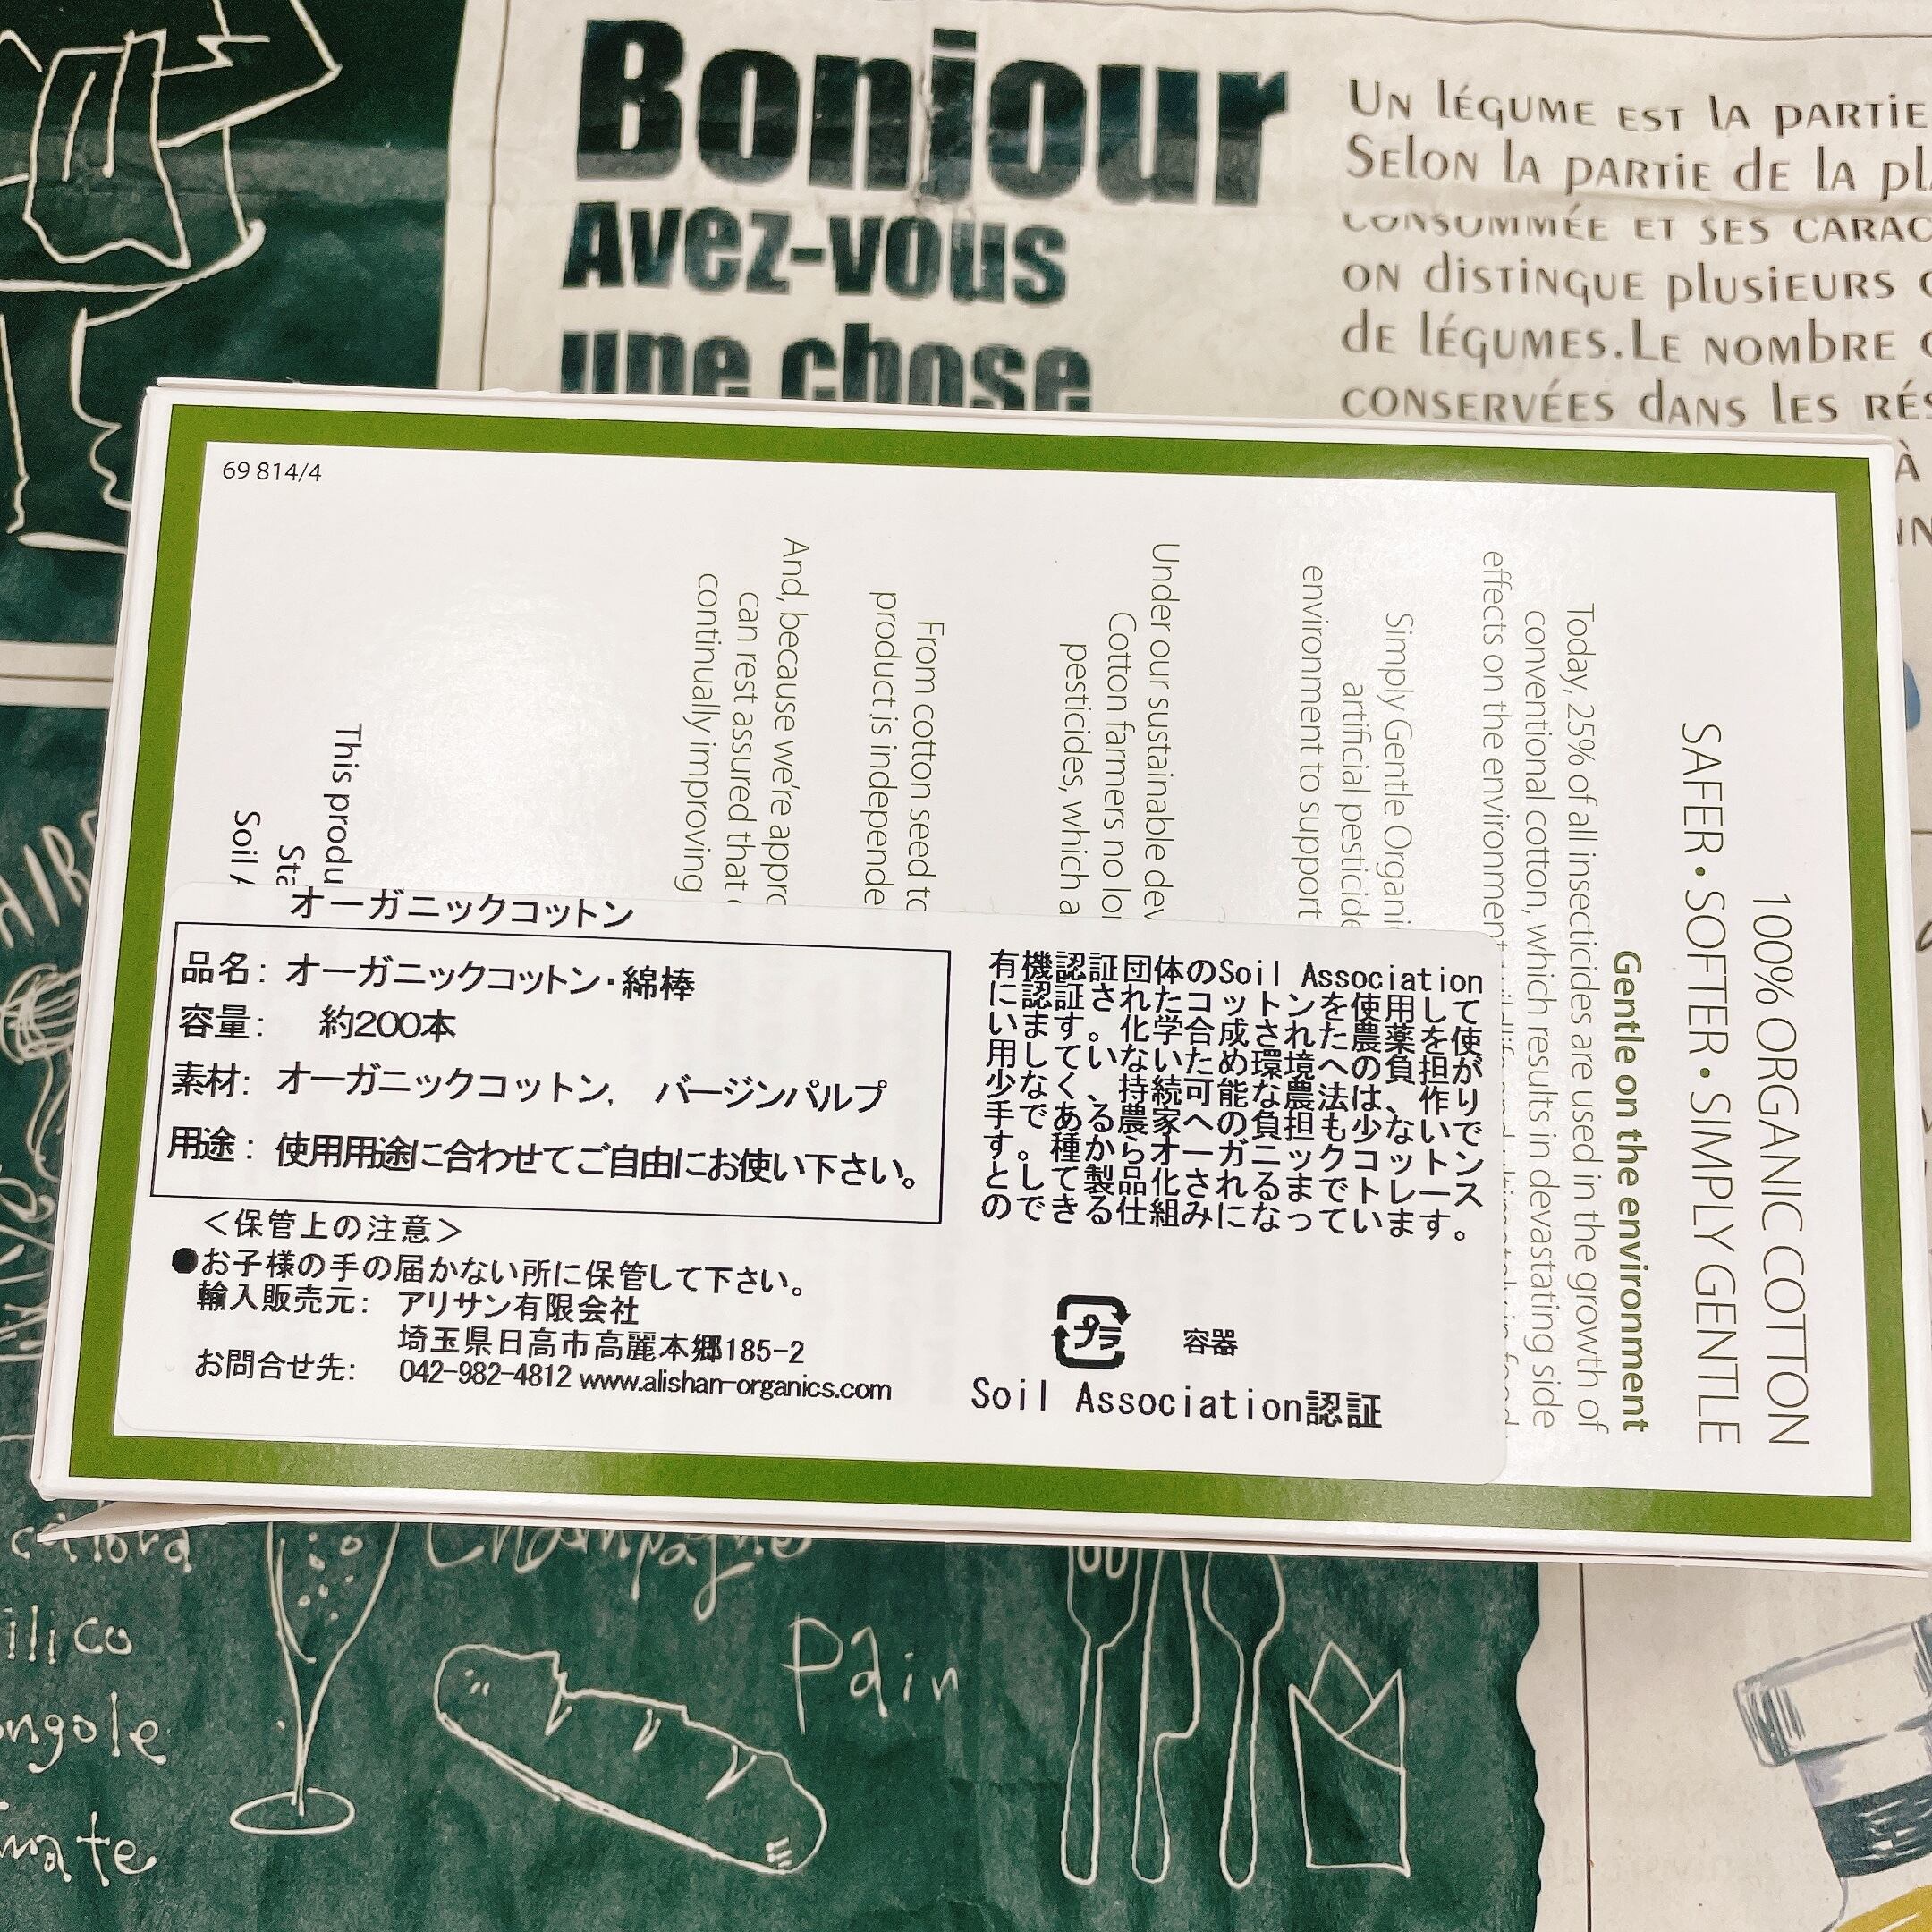 Bonjour
Avez-vous
une chose
UN légUME EST lA PARTiE
SElON lA PARTiE dE lA pl
CONSOMMÉE ET SES CARAC
ON dISTINGUE plUSiEURS
dE légUMES.LE NOMbRE
CONSERVÉES dANS lES RÉS
À
69 814/4
100% ORGANIC COTTON
SAFER • SOFTER • SIMPLY GENTLE
Gentle on the environment
Today, 25% of all insecticides are used in the growth of
conventional cotton, which results in devastating side
effects on the environment
Simply Gentle Organi
artificial pesticide
environment to support
Under our sustainable dev
Cotton farmers no lo
pesticides, which a
From cotton seed to
product is independe
And, because we're appro
can rest assured that
continually improving
This produ
Sta
Soil A
オーガニックコットン
品名: オーガニックコットン・綿棒
容量: 約200本
素材: オーガニックコットン, バージンパルプ
用途: 使用用途に合わせてご自由にお使い下さい。
＜保管上の注意＞
●お子様の手の届かない所に保管して下さい。
輸入販売元: アリサン有限会社
埼玉県日高市高麗本郷185-2
お問合せ先: 042-982-4812 www.alishan-organics.com
有機認証団体のSoil Association
に認証されたコットンを使用して
います。化学合成された農薬を使
用していないため環境への負担が
少なく、持続可能な農法は、作り
手である農家への負担も少ないで
す。種からオーガニックコットン
として製品化されるまでトレース
のできる仕組みになっています。
プラ 容器
Soil Association認証
Champagne
ilico
Pain
ngole
mate